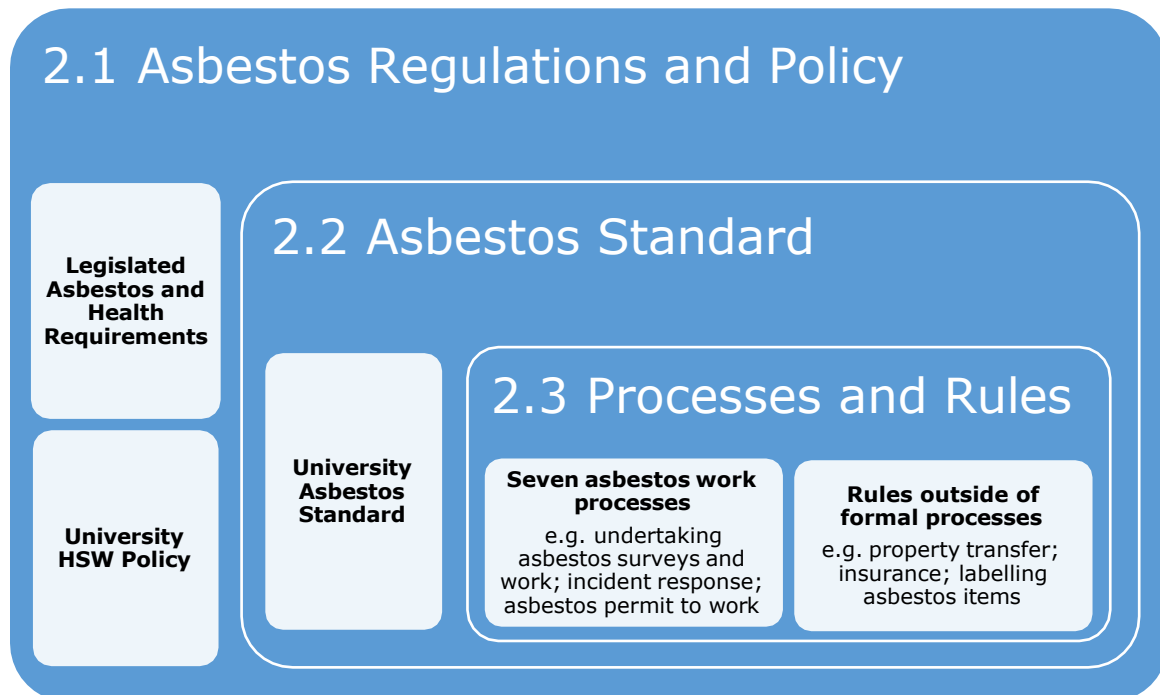 2.1 Asbestos Regulations and Policy
Legislated
Asbestos and
Health
Requirements
University
HSW Policy
2.2 Asbestos Standard
University
Asbestos
Standard
2.3 Processes and Rules
Seven asbestos work
processes
e.g. undertaking
asbestos surveys and
work; incident response;
asbestos permit to work
Rules outside of
formal processes
e.g. property transfer;
insurance; labelling
asbestos items